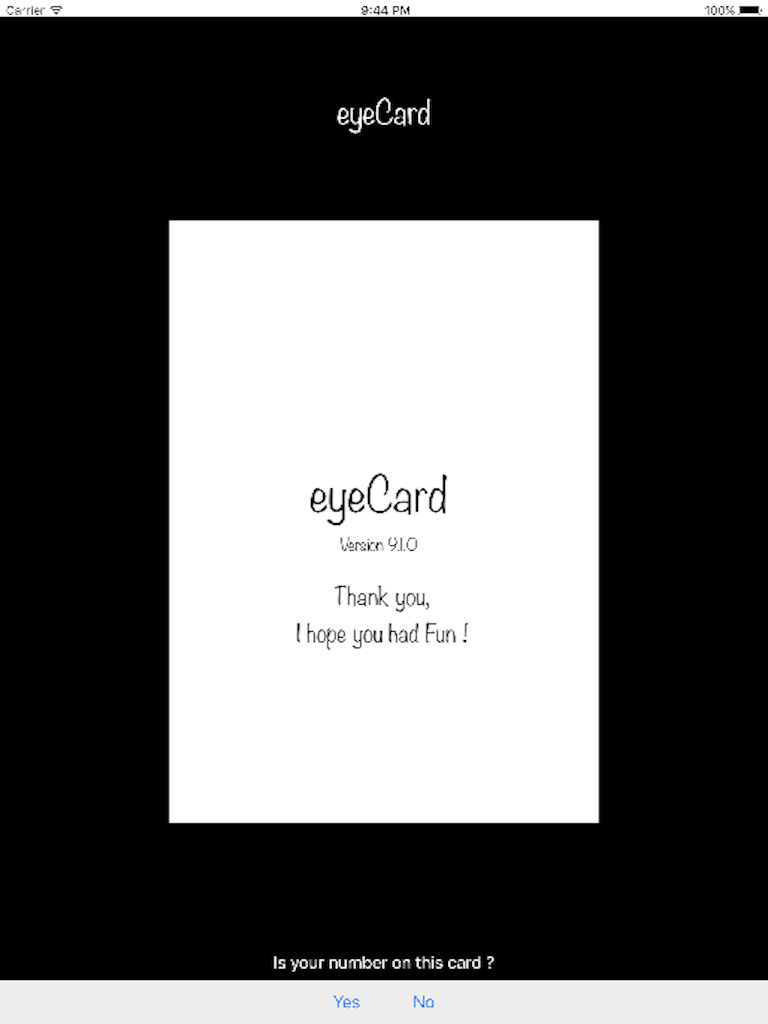 Carrier
9:44 PM
100%
eyeCard
eyeCard
Version 9.1.0
Thank you,
I hope you had Fun !
Is your number on this card ?
Yes
No